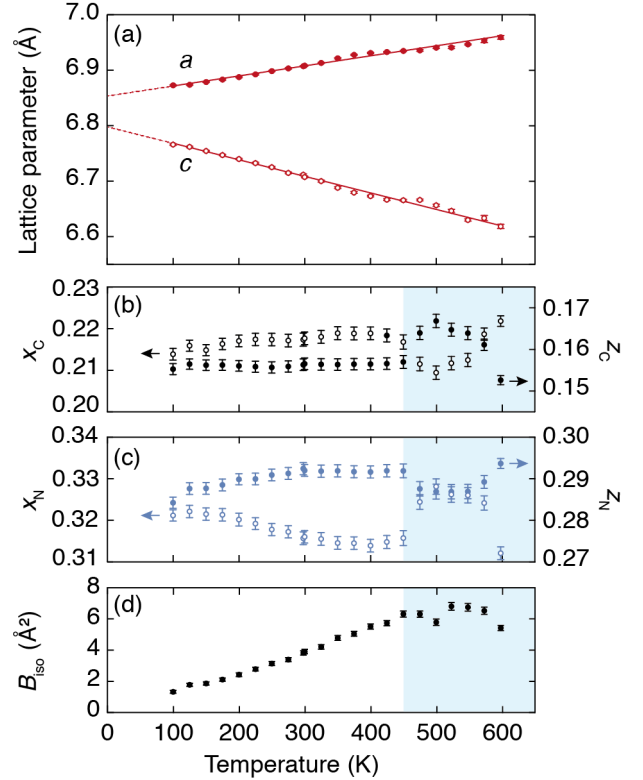 7.0
(a)
6.9
a
6.8
6.7
c
6.6
Lattice parameter (Å)
0.23
(b)
0.17
0.22
0.16
0.21
0.15
0.20
x_C
z_C
0.34
(c)
0.30
0.33
0.29
0.32
0.28
0.31
0.27
x_N
z_N
8
(d)
6
4
2
0
B_iso (Å²)
0 100 200 300 400 500 600
Temperature (K)